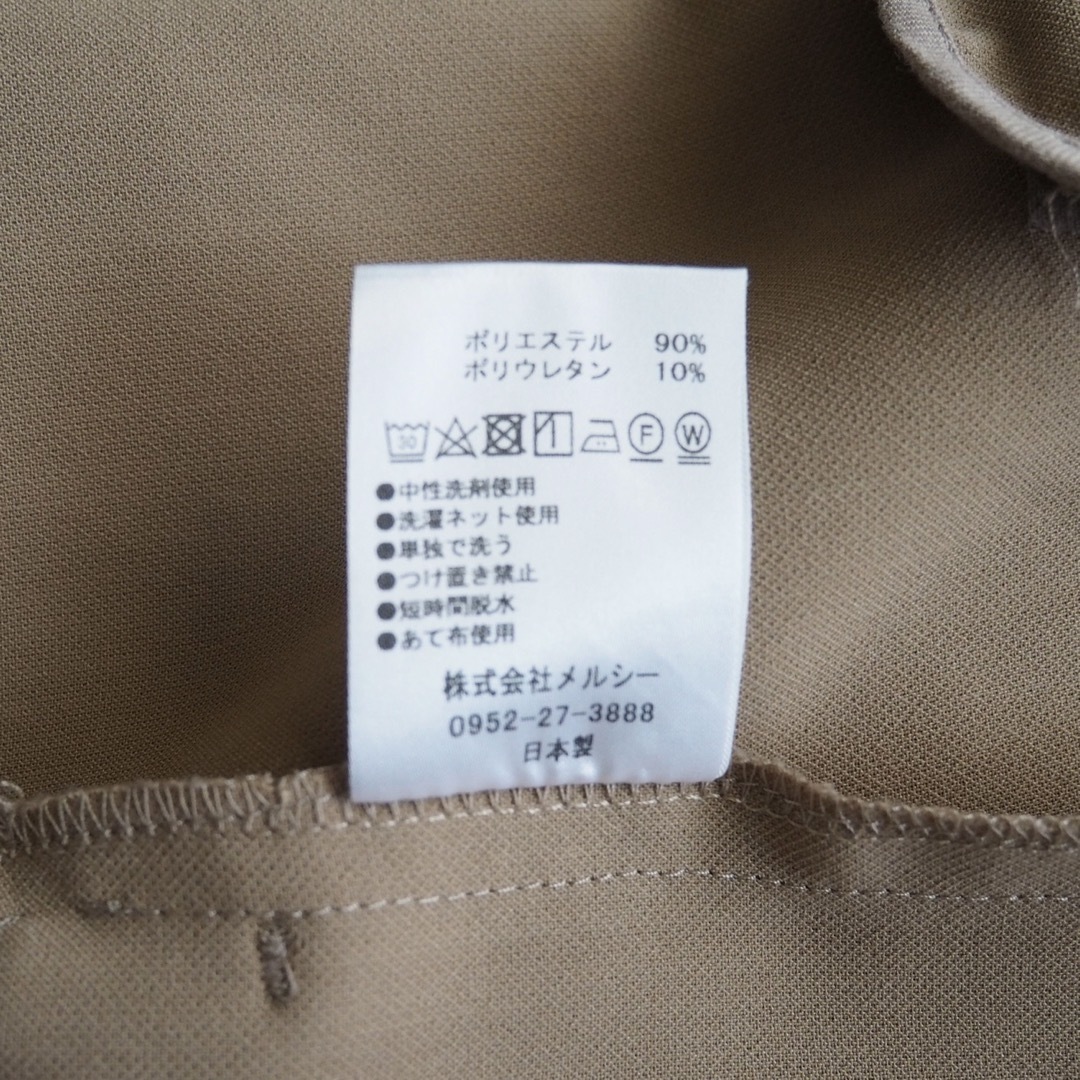 ポリエステル 90%
ポリウレタン 10%
30 F W
●中性洗剤使用
●洗濯ネット使用
●単独で洗う
●つけ置き禁止
●短時間脱水
●あて布使用
株式会社メルシー
0952-27-3888
日本製